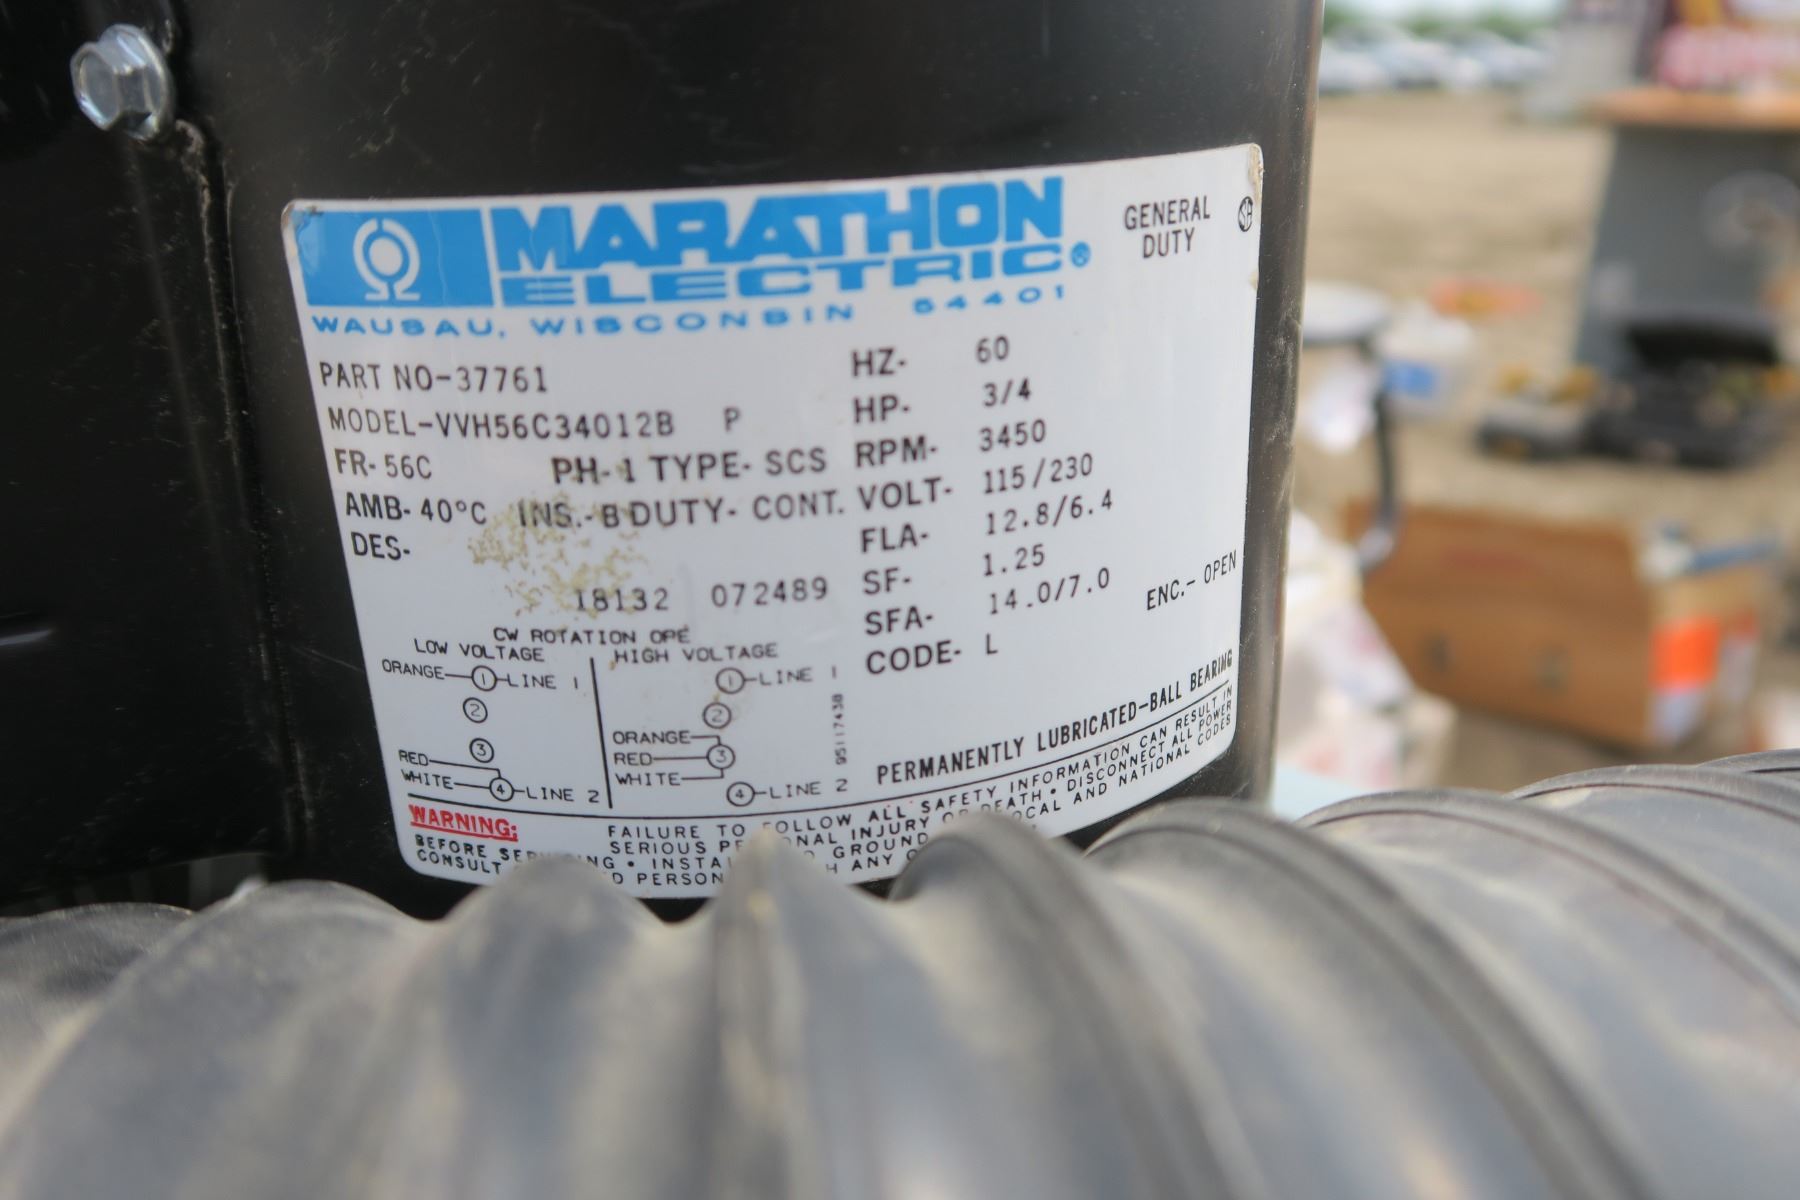 MARATHON
ELECTRIC®
WAUSAU, WISCONSIN 54401
GENERAL
DUTY
PART NO-37761
MODEL-VVH56C34012B P
FR-56C PH-1 TYPE-SCS
AMB-40°C INS.-B DUTY-CONT.
DES-
18132 072489
HZ- 60
HP- 3/4
RPM- 3450
VOLT- 115/230
FLA- 12.8/6.4
SF- 1.25
SFA- 14.0/7.0
CODE- L
ENC.-OPEN
CW ROTATION OPE
LOW VOLTAGE
ORANGE 1 LINE 1
2
3
RED
WHITE 4 LINE 2
HIGH VOLTAGE
1 LINE 1
2
ORANGE
RED 3
WHITE
4 LINE 2
95117438
PERMANENTLY LUBRICATED-BALL BEARING
WARNING:
FAILURE TO FOLLOW ALL SAFETY INFORMATION CAN RESULT IN
SERIOUS INJURY DEATH • DISCONNECT ALL POWER
BEFORE • GROUND LOCAL AND NATIONAL CODES
CONSULT ANY